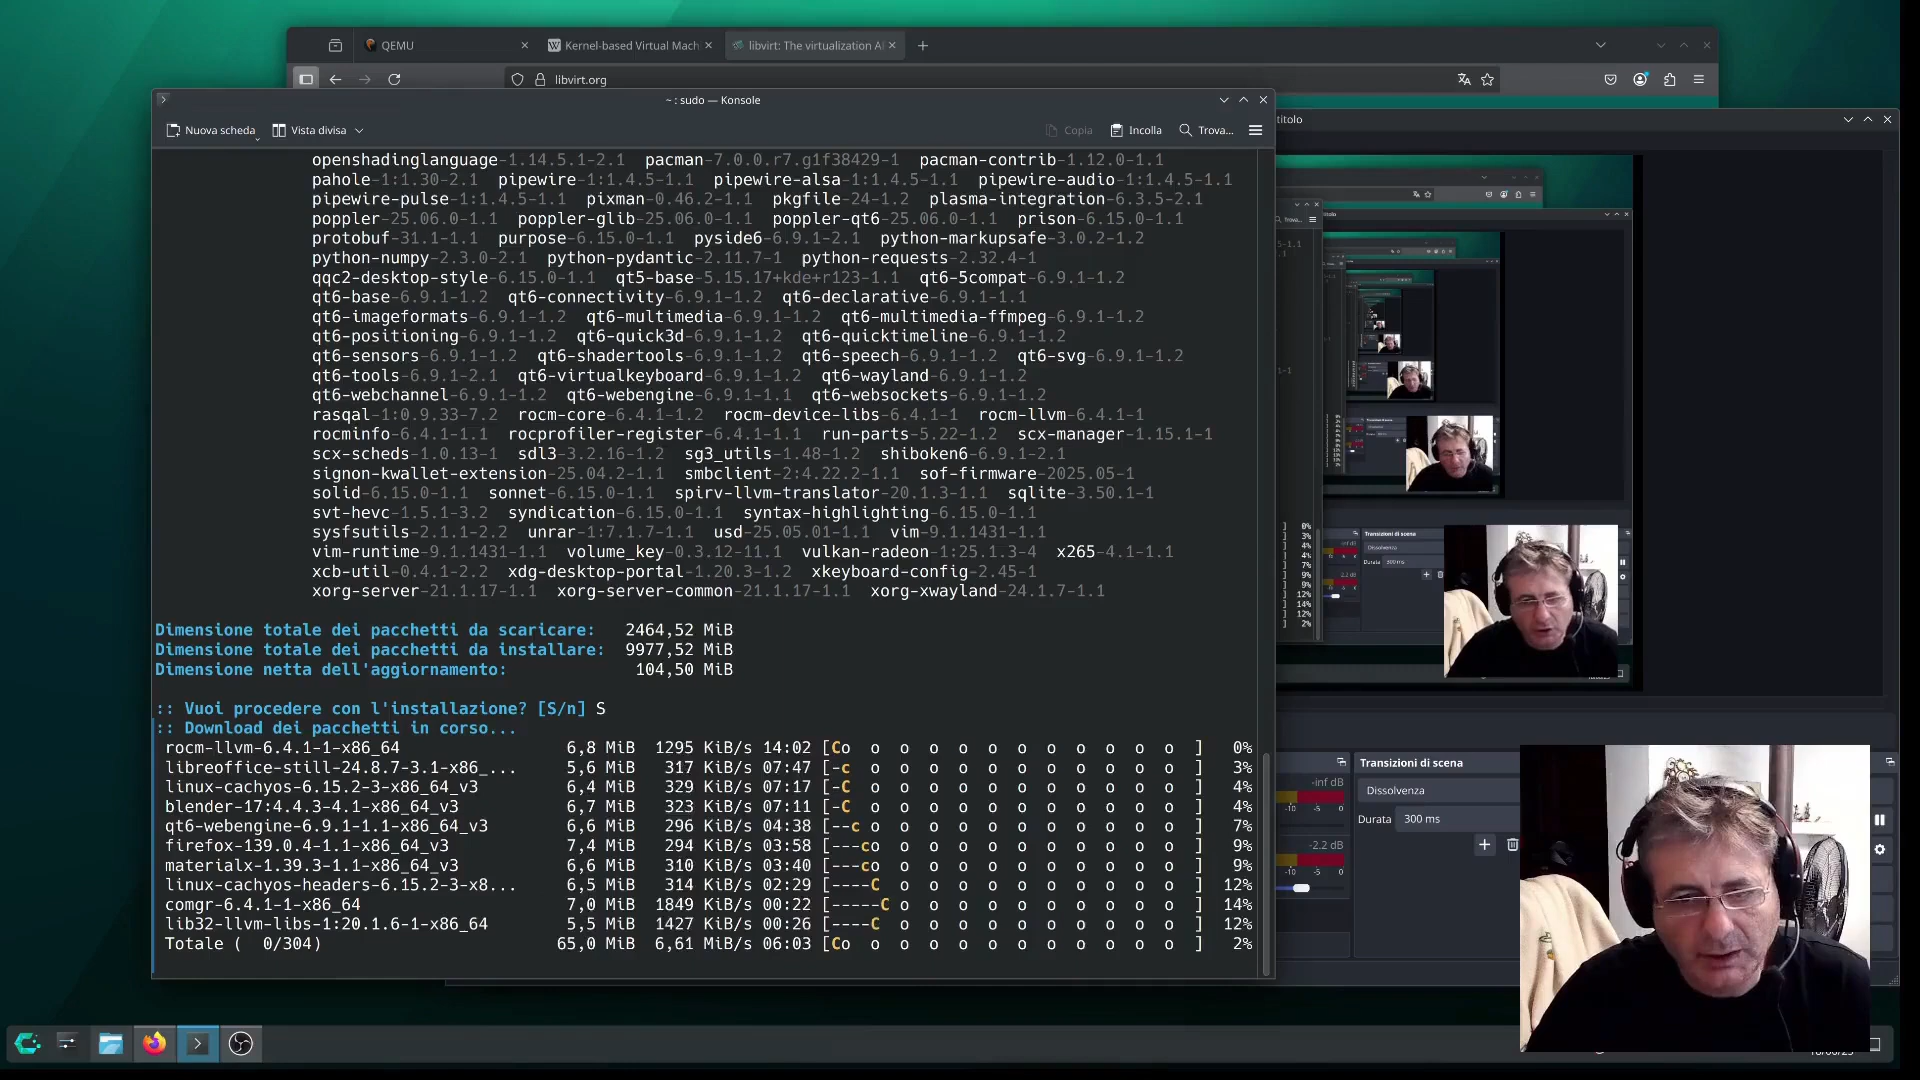 QEMU
Kernel-based Virtual Mach
libvirt: The virtualization A
libvirt.org
~ : sudo — Konsole
Nuova scheda
Vista divisa
Copia
Incolla
Trova...
titolo
openshadinglanguage-1.14.5.1-2.1 pacman-7.0.0.r7.g1f38429-1 pacman-contrib-1.12.0-1.1
pahole-1:1.30-2.1 pipewire-1:1.4.5-1.1 pipewire-alsa-1:1.4.5-1.1 pipewire-audio-1:1.4.5-1.1
pipewire-pulse-1:1.4.5-1.1 pixman-0.46.2-1.1 pkgfile-24-1.2 plasma-integration-6.3.5-2.1
poppler-25.06.0-1.1 poppler-glib-25.06.0-1.1 poppler-qt6-25.06.0-1.1 prison-6.15.0-1.1
protobuf-31.1-1.1 purpose-6.15.0-1.1 pyside6-6.9.1-2.1 python-markupsafe-3.0.2-1.2
python-numpy-2.3.0-2.1 python-pydantic-2.11.7-1 python-requests-2.32.4-1
qqc2-desktop-style-6.15.0-1.1 qt5-base-5.15.17+kde+r123-1.1 qt6-5compat-6.9.1-1.2
qt6-base-6.9.1-1.2 qt6-connectivity-6.9.1-1.2 qt6-declarative-6.9.1-1.1
qt6-imageformats-6.9.1-1.2 qt6-multimedia-6.9.1-1.2 qt6-multimedia-ffmpeg-6.9.1-1.2
qt6-positioning-6.9.1-1.2 qt6-quick3d-6.9.1-1.2 qt6-quicktimeline-6.9.1-1.2
qt6-sensors-6.9.1-1.2 qt6-shadertools-6.9.1-1.2 qt6-speech-6.9.1-1.2 qt6-svg-6.9.1-1.2
qt6-tools-6.9.1-2.1 qt6-virtualkeyboard-6.9.1-1.2 qt6-wayland-6.9.1-1.2
qt6-webchannel-6.9.1-1.2 qt6-webengine-6.9.1-1.1 qt6-websockets-6.9.1-1.2
rasqal-1:0.9.33-7.2 rocm-core-6.4.1-1.2 rocm-device-libs-6.4.1-1 rocm-llvm-6.4.1-1
rocminfo-6.4.1-1.1 rocprofiler-register-6.4.1-1.1 run-parts-5.22-1.2 scx-manager-1.15.1-1
scx-scheds-1.0.13-1 sdl3-3.2.16-1.2 sg3_utils-1.48-1.2 shiboken6-6.9.1-2.1
signon-kwallet-extension-25.04.2-1.1 smbclient-2:4.22.2-1.1 sof-firmware-2025.05-1
solid-6.15.0-1.1 sonnet-6.15.0-1.1 spirv-llvm-translator-20.1.3-1.1 sqlite-3.50.1-1
svt-hevc-1.5.1-3.2 syndication-6.15.0-1.1 syntax-highlighting-6.15.0-1.1
sysfsutils-2.1.1-2.2 unrar-1:7.1.7-1.1 usd-25.05.01-1.1 vim-9.1.1431-1.1
vim-runtime-9.1.1431-1.1 volume_key-0.3.12-11.1 vulkan-radeon-1:25.1.3-4 x265-4.1-1.1
xcb-util-0.4.1-2.2 xdg-desktop-portal-1.20.3-1.2 xkeyboard-config-2.45-1
xorg-server-21.1.17-1.1 xorg-server-common-21.1.17-1.1 xorg-xwayland-24.1.7-1.1
Dimensione totale dei pacchetti da scaricare: 2464,52 MiB
Dimensione totale dei pacchetti da installare: 9977,52 MiB
Dimensione netta dell'aggiornamento: 104,50 MiB
:: Vuoi procedere con l'installazione? [S/n] S
:: Download dei pacchetti in corso...
rocm-llvm-6.4.1-1-x86_64 6,8 MiB 1295 KiB/s 14:02 [Co o o o o o o o o o o o ] 0%
libreoffice-still-24.8.7-3.1-x86_... 5,6 MiB 317 KiB/s 07:47 [-c o o o o o o o o o o o ] 3%
linux-cachyos-6.15.2-3-x86_64_v3 6,4 MiB 329 KiB/s 07:17 [-C o o o o o o o o o o o ] 4%
blender-17:4.4.3-4.1-x86_64_v3 6,7 MiB 323 KiB/s 07:11 [-C o o o o o o o o o o o ] 4%
qt6-webengine-6.9.1-1.1-x86_64_v3 6,6 MiB 296 KiB/s 04:38 [--c o o o o o o o o o o o ] 7%
firefox-139.0.4-1.1-x86_64_v3 7,4 MiB 294 KiB/s 03:58 [---co o o o o o o o o o o ] 9%
materialx-1.39.3-1.1-x86_64_v3 6,6 MiB 310 KiB/s 03:40 [---co o o o o o o o o o o ] 9%
linux-cachyos-headers-6.15.2-3-x8... 6,5 MiB 314 KiB/s 02:29 [----C o o o o o o o o o o ] 12%
comgr-6.4.1-1-x86_64 7,0 MiB 1849 KiB/s 00:22 [-----C o o o o o o o o o o ] 14%
lib32-llvm-libs-1:20.1.6-1-x86_64 5,5 MiB 1427 KiB/s 00:26 [----C o o o o o o o o o o ] 12%
Totale ( 0/304) 65,0 MiB 6,61 MiB/s 06:03 [Co o o o o o o o o o o o ] 2%
Transizioni di scena
Dissolvenza
Durata 300 ms
-inf dB
-10 -5 0
-2.2 dB
-10 -5 0
Transizioni di scena
Dissolvenza
Durata 300 ms